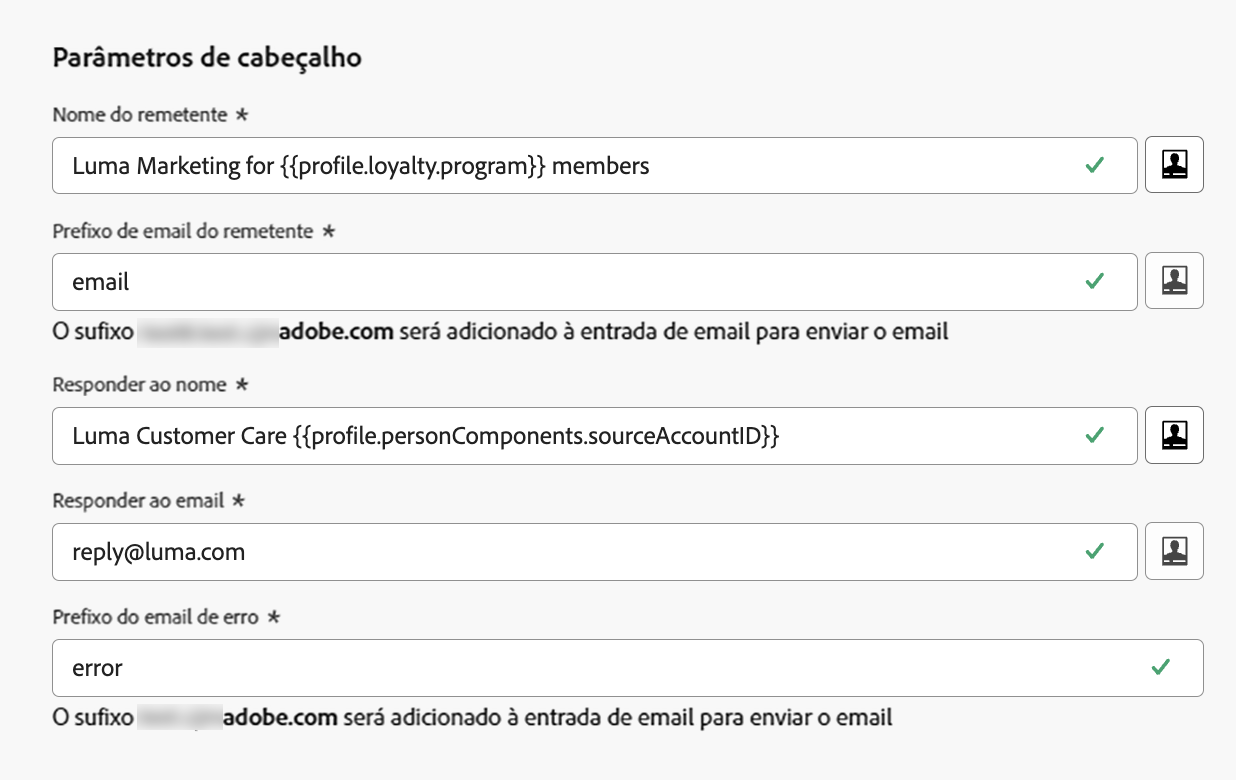 Parâmetros de cabeçalho
Nome do remetente *
Luma Marketing for {{profile.loyalty.program}} members
Prefixo de email do remetente *
email
O sufixo adobe.com será adicionado à entrada de email para enviar o email
Responder ao nome *
Luma Customer Care {{profile.personComponents.sourceAccountID}}
Responder ao email *
reply@luma.com
Prefixo do email de erro *
error
O sufixo adobe.com será adicionado à entrada de email para enviar o email